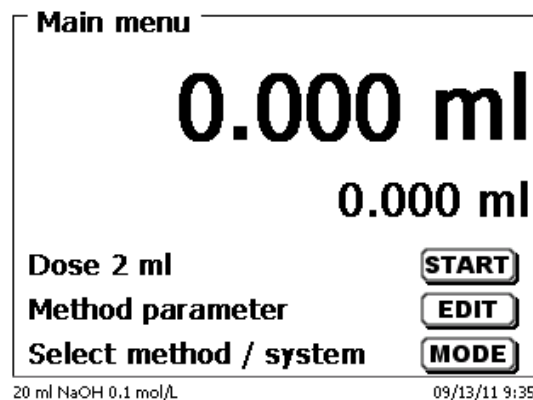 Main menu
0.000 ml
0.000 ml
Dose 2 ml START
Method parameter EDIT
Select method / system MODE
20 ml NaOH 0.1 mol/L 09/13/11 9:35